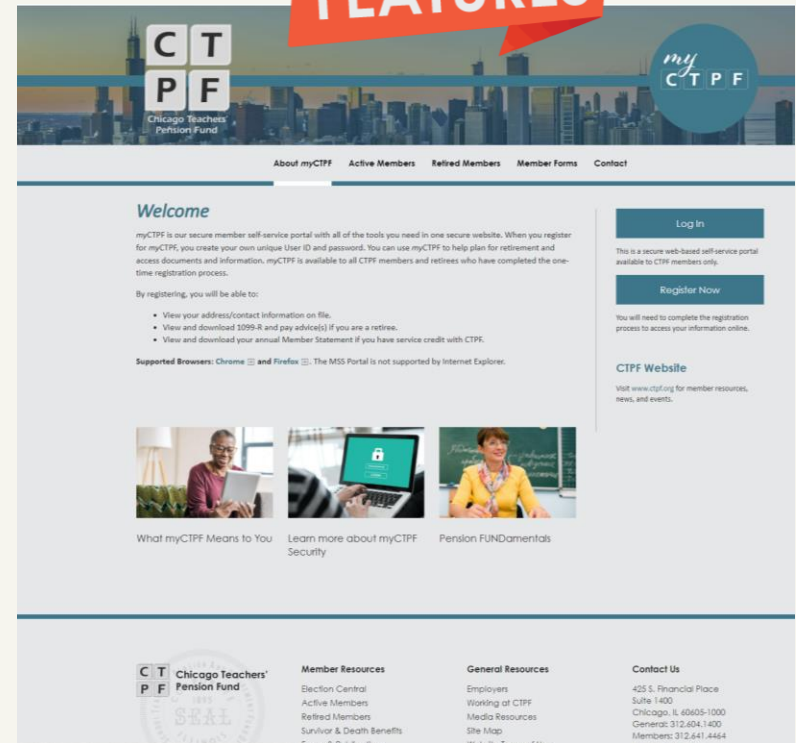 FEATURES
C T
P F
Chicago Teachers'
Pension Fund
my
C T P F
About myCTPF Active Members Retired Members Member Forms Contact
Welcome
myCTPF is our secure member self-service portal with all of the tools you need in one secure website. When you register
for myCTPF, you create your own unique User ID and password. You can use myCTPF to help plan for retirement and
access documents and information. myCTPF is available to all CTPF members and retirees who have completed the one-
time registration process.
By registering, you will be able to:
• View your address/contact information on file.
• View and download 1099-R and pay advice(s) if you are a retiree.
• View and download your annual Member Statement if you have service credit with CTPF.
Supported Browsers: Chrome and Firefox. The MSS Portal is not supported by Internet Explorer.
Log In
This is a secure web-based self-service portal
available to CTPF members only.
Register Now
You will need to complete the registration
process to access your information online.
CTPF Website
Visit www.ctpf.org for member resources,
news, and events.
What myCTPF Means to You
Learn more about myCTPF
Security
Pension FUNDamentals
C T
P F
Chicago Teachers'
Pension Fund
SEAL
Member Resources
Election Central
Active Members
Retired Members
Survivor & Death Benefits
General Resources
Employers
Working at CTPF
Media Resources
Site Map
Contact Us
425 S. Financial Place
Suite 1400
Chicago, IL 60605-1000
General: 312.604.1400
Members: 312.641.4464